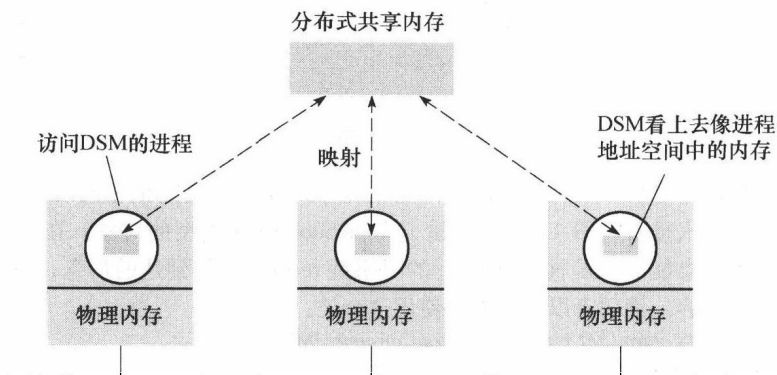 分布式共享内存
访问DSM的进程
映射
DSM看上去像进程
地址空间中的内存
物理内存
物理内存
物理内存